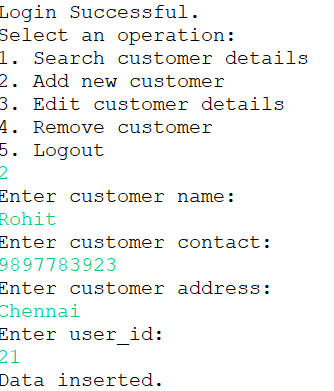 Login Successful.
Select an operation:
1. Search customer details
2. Add new customer
3. Edit customer details
4. Remove customer
5. Logout
2
Enter customer name:
Rohit
Enter customer contact:
9897783923
Enter customer address:
Chennai
Enter user_id:
21
Data inserted.